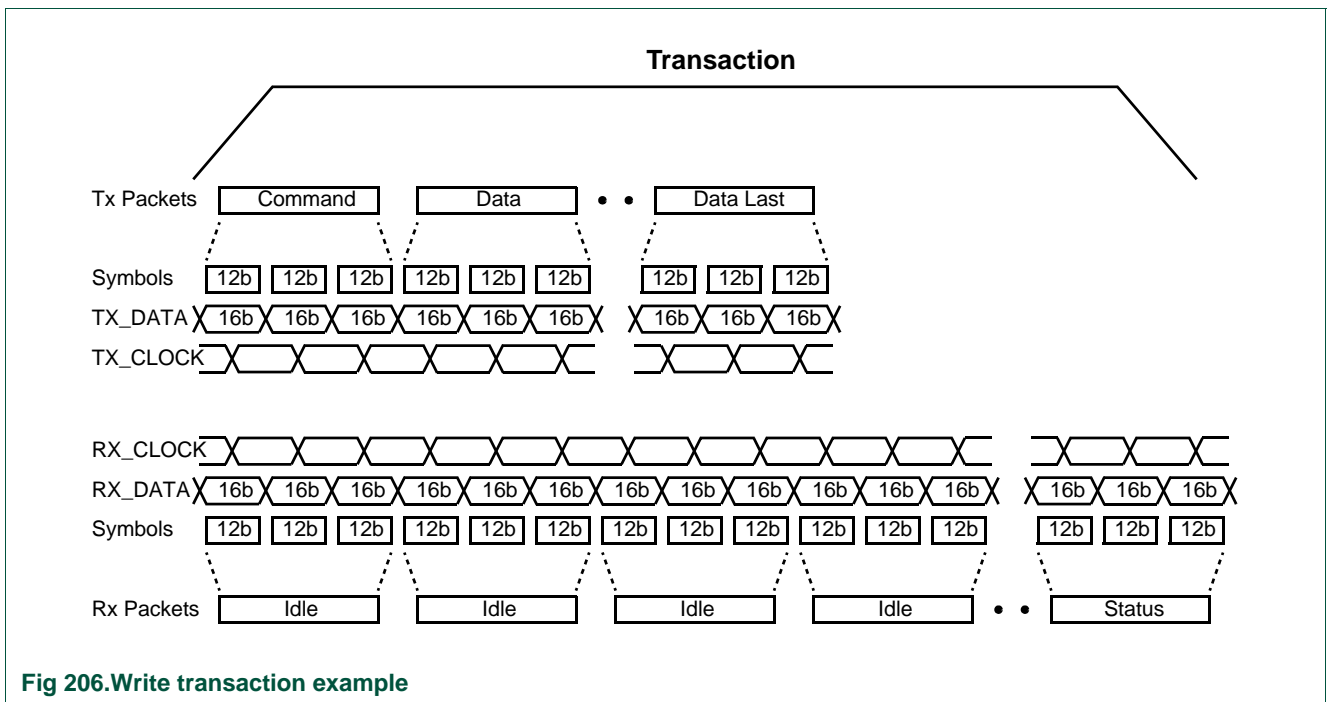 Transaction
Tx Packets Command Data Data Last
Symbols 12b 12b 12b 12b 12b 12b 12b 12b 12b
TX_DATA 16b 16b 16b 16b 16b 16b 16b 16b 16b
TX_CLOCK
RX_CLOCK
RX_DATA 16b 16b 16b 16b 16b 16b 16b 16b 16b 16b 16b 16b 16b 16b 16b
Symbols 12b 12b 12b 12b 12b 12b 12b 12b 12b 12b 12b 12b 12b 12b 12b
Rx Packets Idle Idle Idle Idle Status
Fig 206.Write transaction example